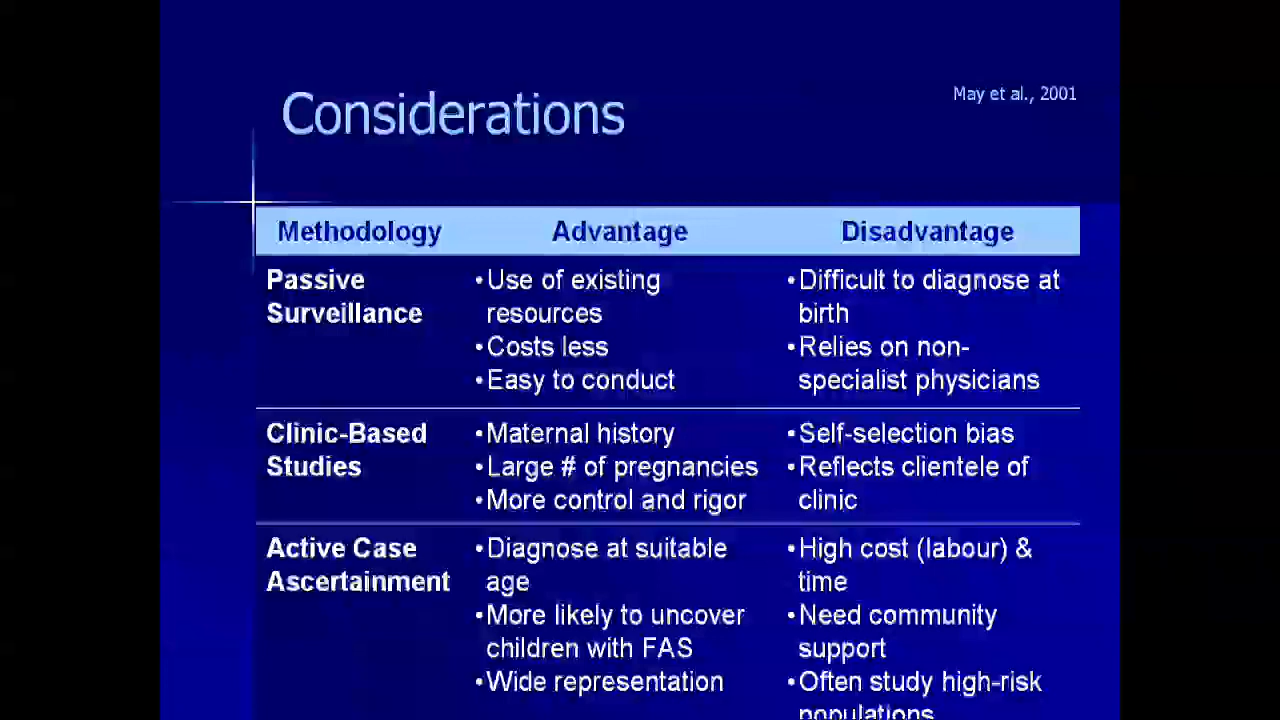 Considerations
May et al., 2001
Methodology Advantage Disadvantage
Passive Surveillance
•Use of existing resources
•Costs less
•Easy to conduct
•Difficult to diagnose at birth
•Relies on non-specialist physicians
Clinic-Based Studies
•Maternal history
•Large # of pregnancies
•More control and rigor
•Self-selection bias
•Reflects clientele of clinic
Active Case Ascertainment
•Diagnose at suitable age
•More likely to uncover children with FAS
•Wide representation
•High cost (labour) & time
•Need community support
•Often study high-risk populations